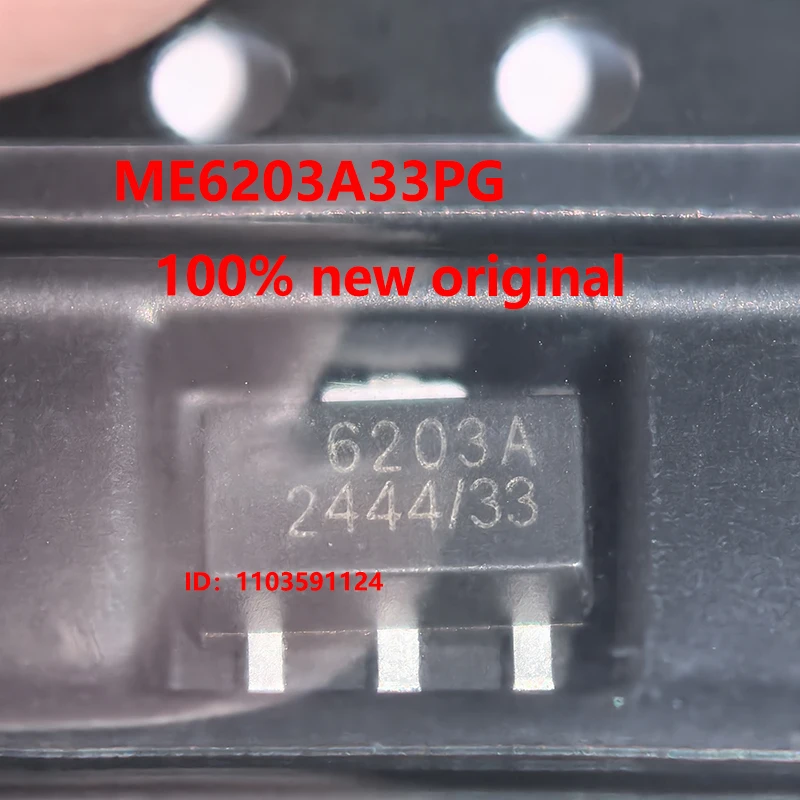 ME6203A33PG
100% new original
6203A
2444/33
ID: 1103591124